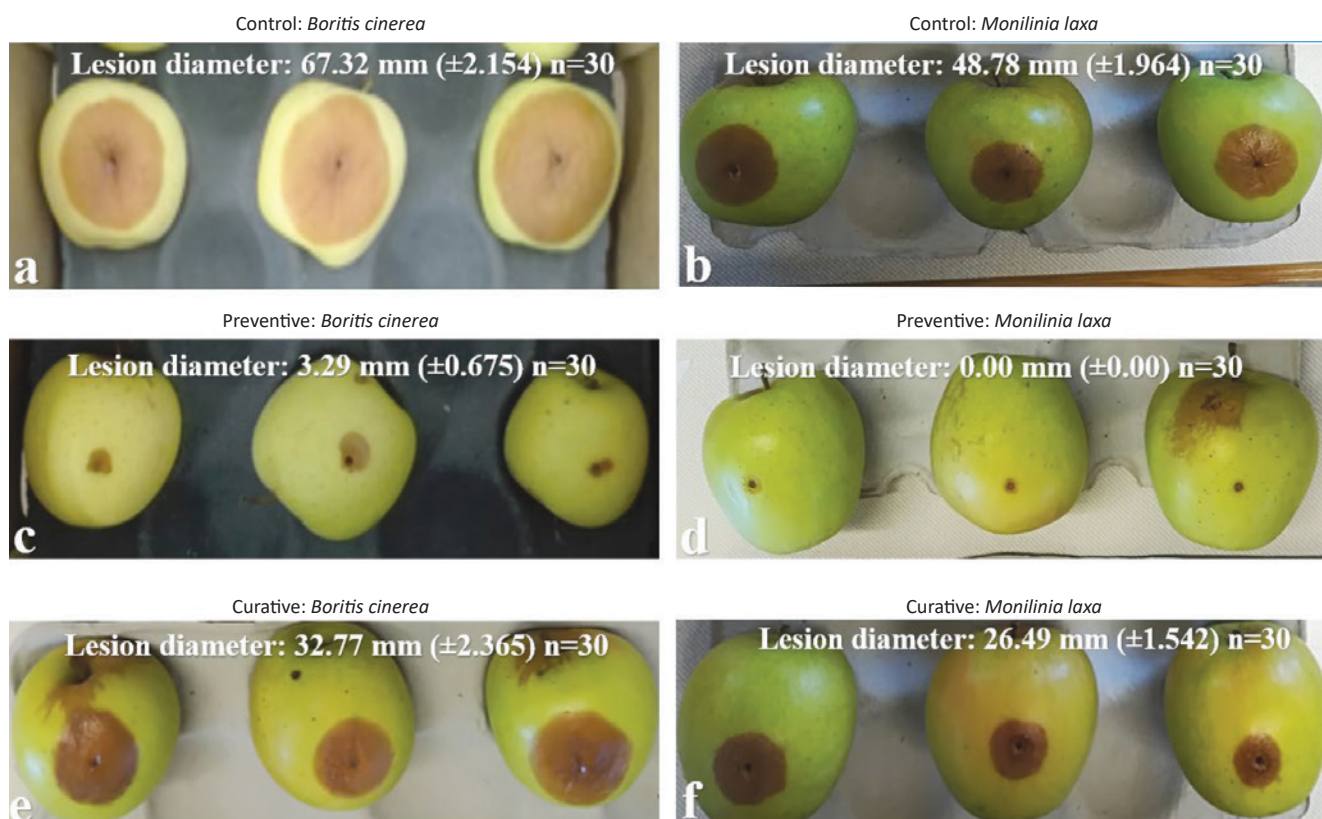 Control: Boritis cinerea
Control: Monilinia laxa
Lesion diameter: 67.32 mm (±2.154) n=30
Lesion diameter: 48.78 mm (±1.964) n=30
a
b
Preventive: Boritis cinerea
Preventive: Monilinia laxa
Lesion diameter: 3.29 mm (±0.675) n=30
Lesion diameter: 0.00 mm (±0.00) n=30
c
d
Curative: Boritis cinerea
Curative: Monilinia laxa
Lesion diameter: 32.77 mm (±2.365) n=30
Lesion diameter: 26.49 mm (±1.542) n=30
e
f